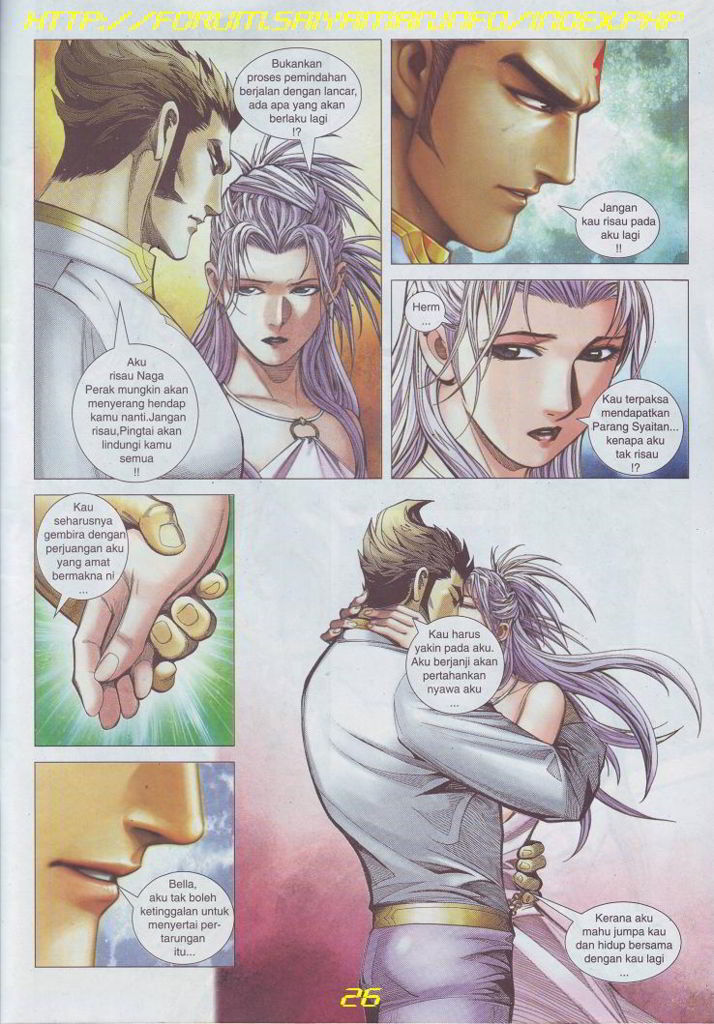 HTTP://FORUM.SAIYAIMAN.INFO/INDEX.PHP
Bukankan
proses pemindahan
berjalan dengan lancar,
ada apa yang akan
berlaku lagi
!?
Aku
risau Naga
Perak mungkin akan
menyerang hendap
kamu nanti.Jangan
risau,Pingtai akan
lindungi kamu
semua
!!
Jangan
kau risau pada
aku lagi
!!
Herm
...
Kau terpaksa
mendapatkan
Parang Syaitan...
kenapa aku
tak risau
!?
Kau
seharusnya
gembira dengan
perjuangan aku
yang amat
bermakna ni
...
Kau harus
yakin pada aku.
Aku berjanji akan
pertahankan
nyawa aku
...
Bella,
aku tak boleh
ketinggalan untuk
menyertai per-
tarungan
itu...
Kerana aku
mahu jumpa kau
dan hidup bersama
dengan kau lagi
...
26